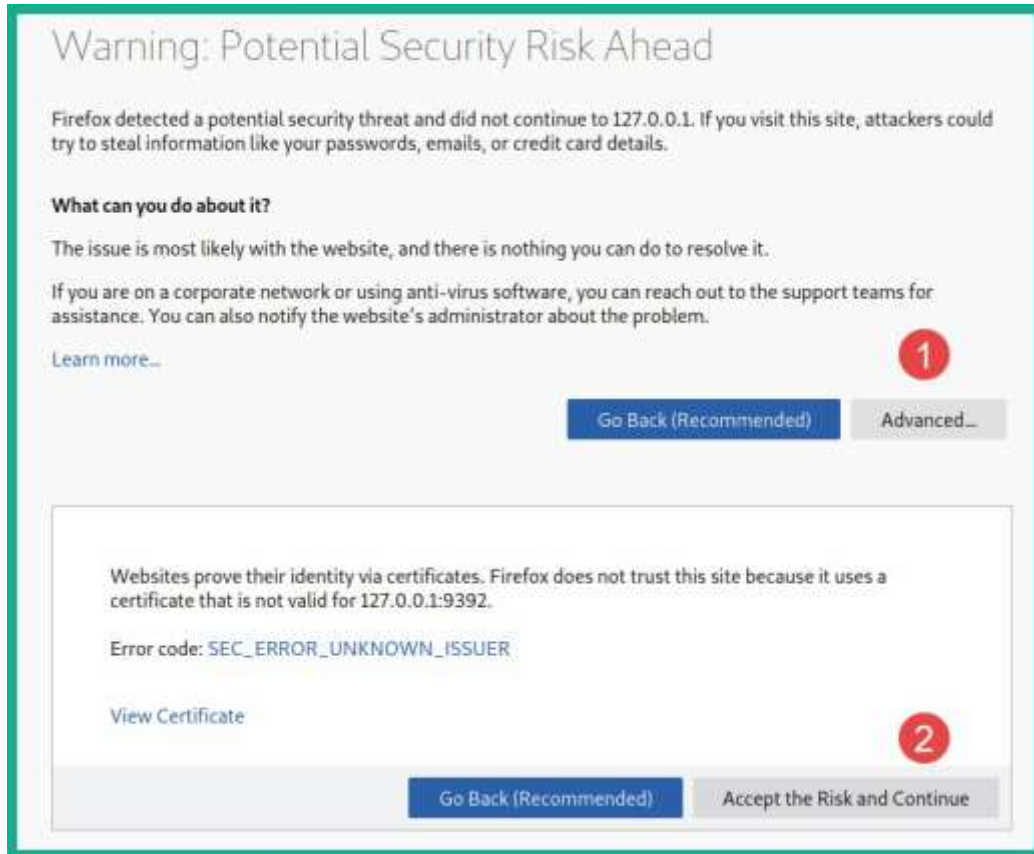 Warning: Potential Security Risk Ahead
Firefox detected a potential security threat and did not continue to 127.0.0.1. If you visit this site, attackers could
try to steal information like your passwords, emails, or credit card details.
What can you do about it?
The issue is most likely with the website, and there is nothing you can do to resolve it.
If you are on a corporate network or using anti-virus software, you can reach out to the support teams for
assistance. You can also notify the website's administrator about the problem.
Learn more…
1
Go Back (Recommended) Advanced…
Websites prove their identity via certificates. Firefox does not trust this site because it uses a
certificate that is not valid for 127.0.0.1:9392.
Error code: SEC_ERROR_UNKNOWN_ISSUER
View Certificate
2
Go Back (Recommended) Accept the Risk and Continue